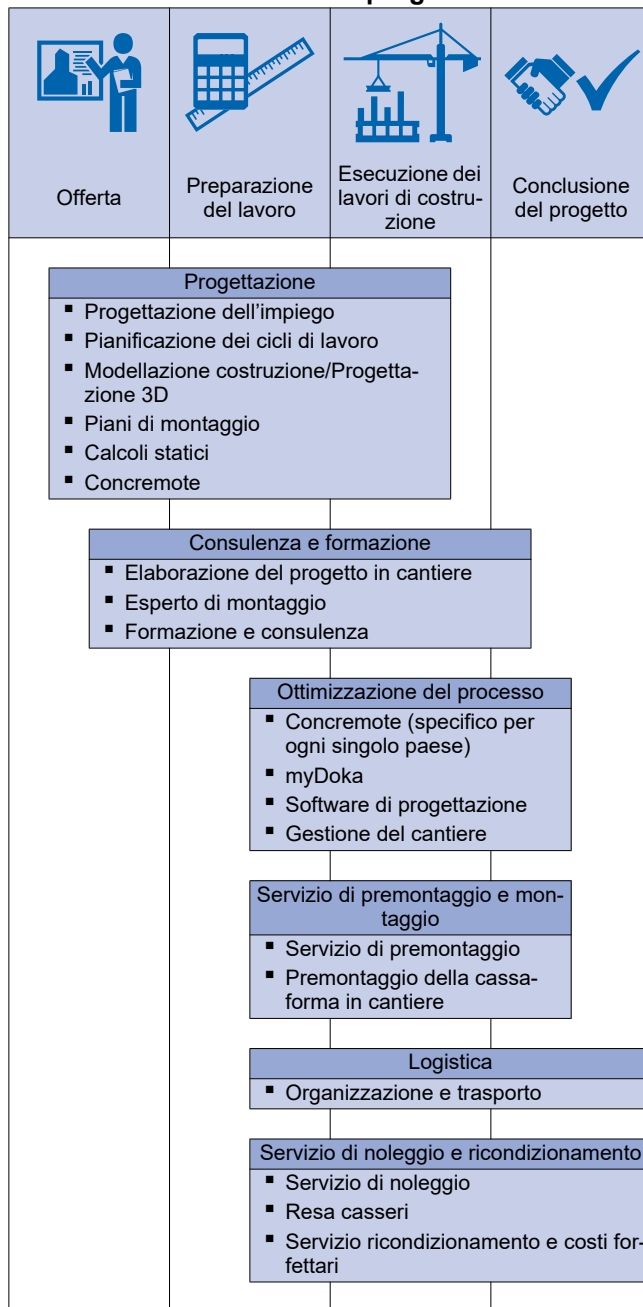 Offerta
Preparazione
del lavoro
Esecuzione dei
lavori di costru-
zione
Conclusione
del progetto
Progettazione
▪ Progettazione dell'impiego
▪ Pianificazione dei cicli di lavoro
▪ Modellazione costruzione/Progetta-
zione 3D
▪ Piani di montaggio
▪ Calcoli statici
▪ Concremote
Consulenza e formazione
▪ Elaborazione del progetto in cantiere
▪ Esperto di montaggio
▪ Formazione e consulenza
Ottimizzazione del processo
▪ Concremote (specifico per
ogni singolo paese)
▪ myDoka
▪ Software di progettazione
▪ Gestione del cantiere
Servizio di premontaggio e mon-
taggio
▪ Servizio di premontaggio
▪ Premontaggio della cassa-
forma in cantiere
Logistica
▪ Organizzazione e trasporto
Servizio di noleggio e ricondizionamento
▪ Servizio di noleggio
▪ Resa casseri
▪ Servizio ricondizionamento e costi for-
fettari